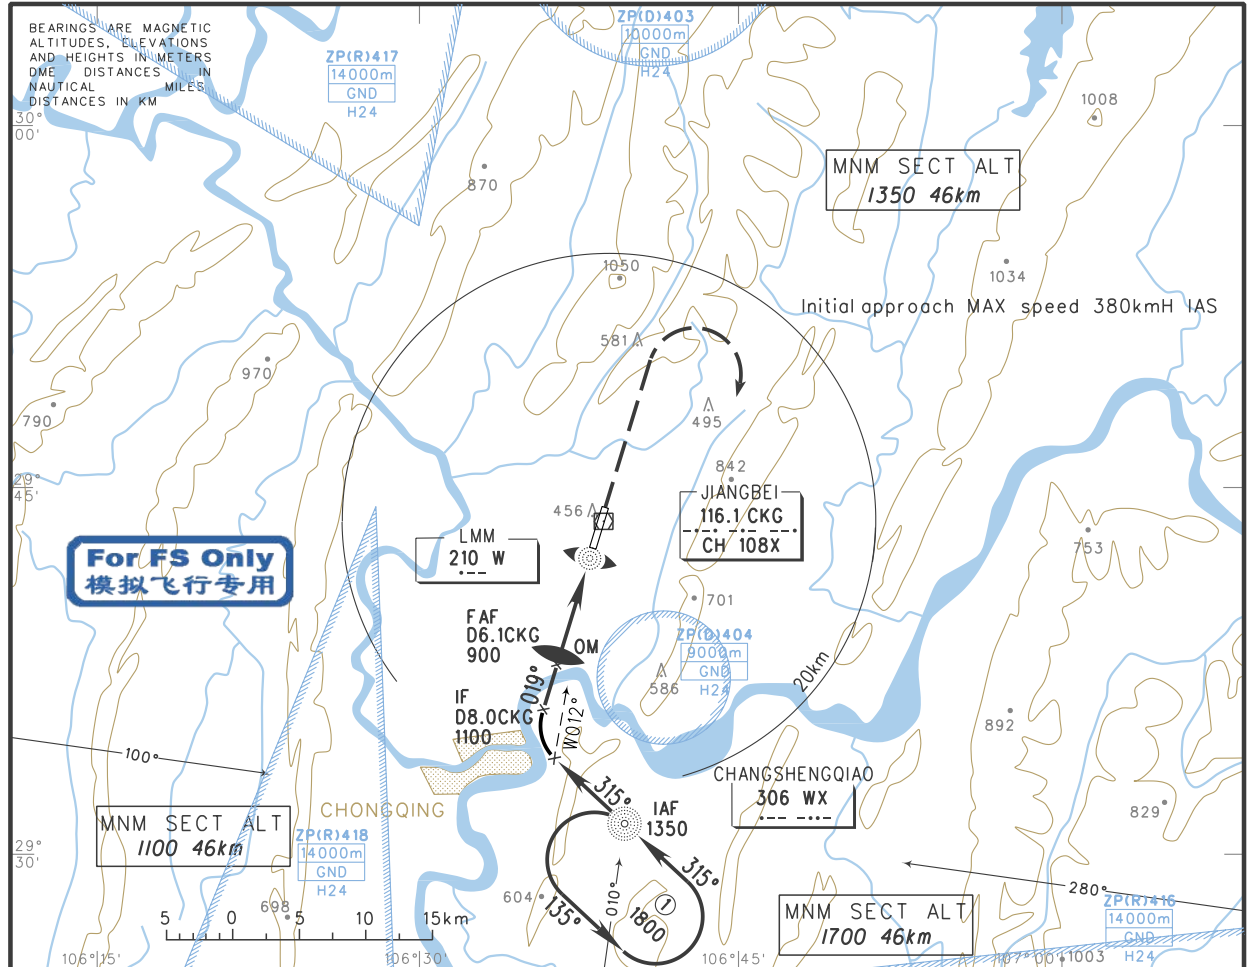 BEARINGS ARE MAGNETIC
ALTITUDES, ELEVATIONS
AND HEIGHTS IN METERS
DME DISTANCES IN
NAUTICAL MILES
DISTANCES IN KM
ZP(R)417
14000m
GND
H24
ZP(D)403
10000m
GND
H24
30°
00'
1008
870
MNM SECT ALT
1350 46km
1050
1034
Initial approach MAX speed 380kmH IAS
581
970
790
495
842
29°
45'
JIANGBEI
116.1 CKG
CH 108X
456
LMM
210 W
753
For FS Only
模拟飞行专用
701
FAF
D6.1CKG
900
OM
ZP(D)404
9000m
GND
H24
586
20km
019°
IF
D8.0CKG
1100
W012°
892
100°
CHANGSHENGQIAO
306 WX
315°
IAF
1350
CHONGQING
829
MNM SECT ALT
1100 46km
ZP(R)418
14000m
GND
H24
29°
30'
315°
280°
604
135°
010°
1
1800
MNM SECT ALT
1700 46km
ZP(R)416
14000m
GND
H24
698
5 0 5 10 15km
106°15'
106°30'
106°45'
107°00'
1003